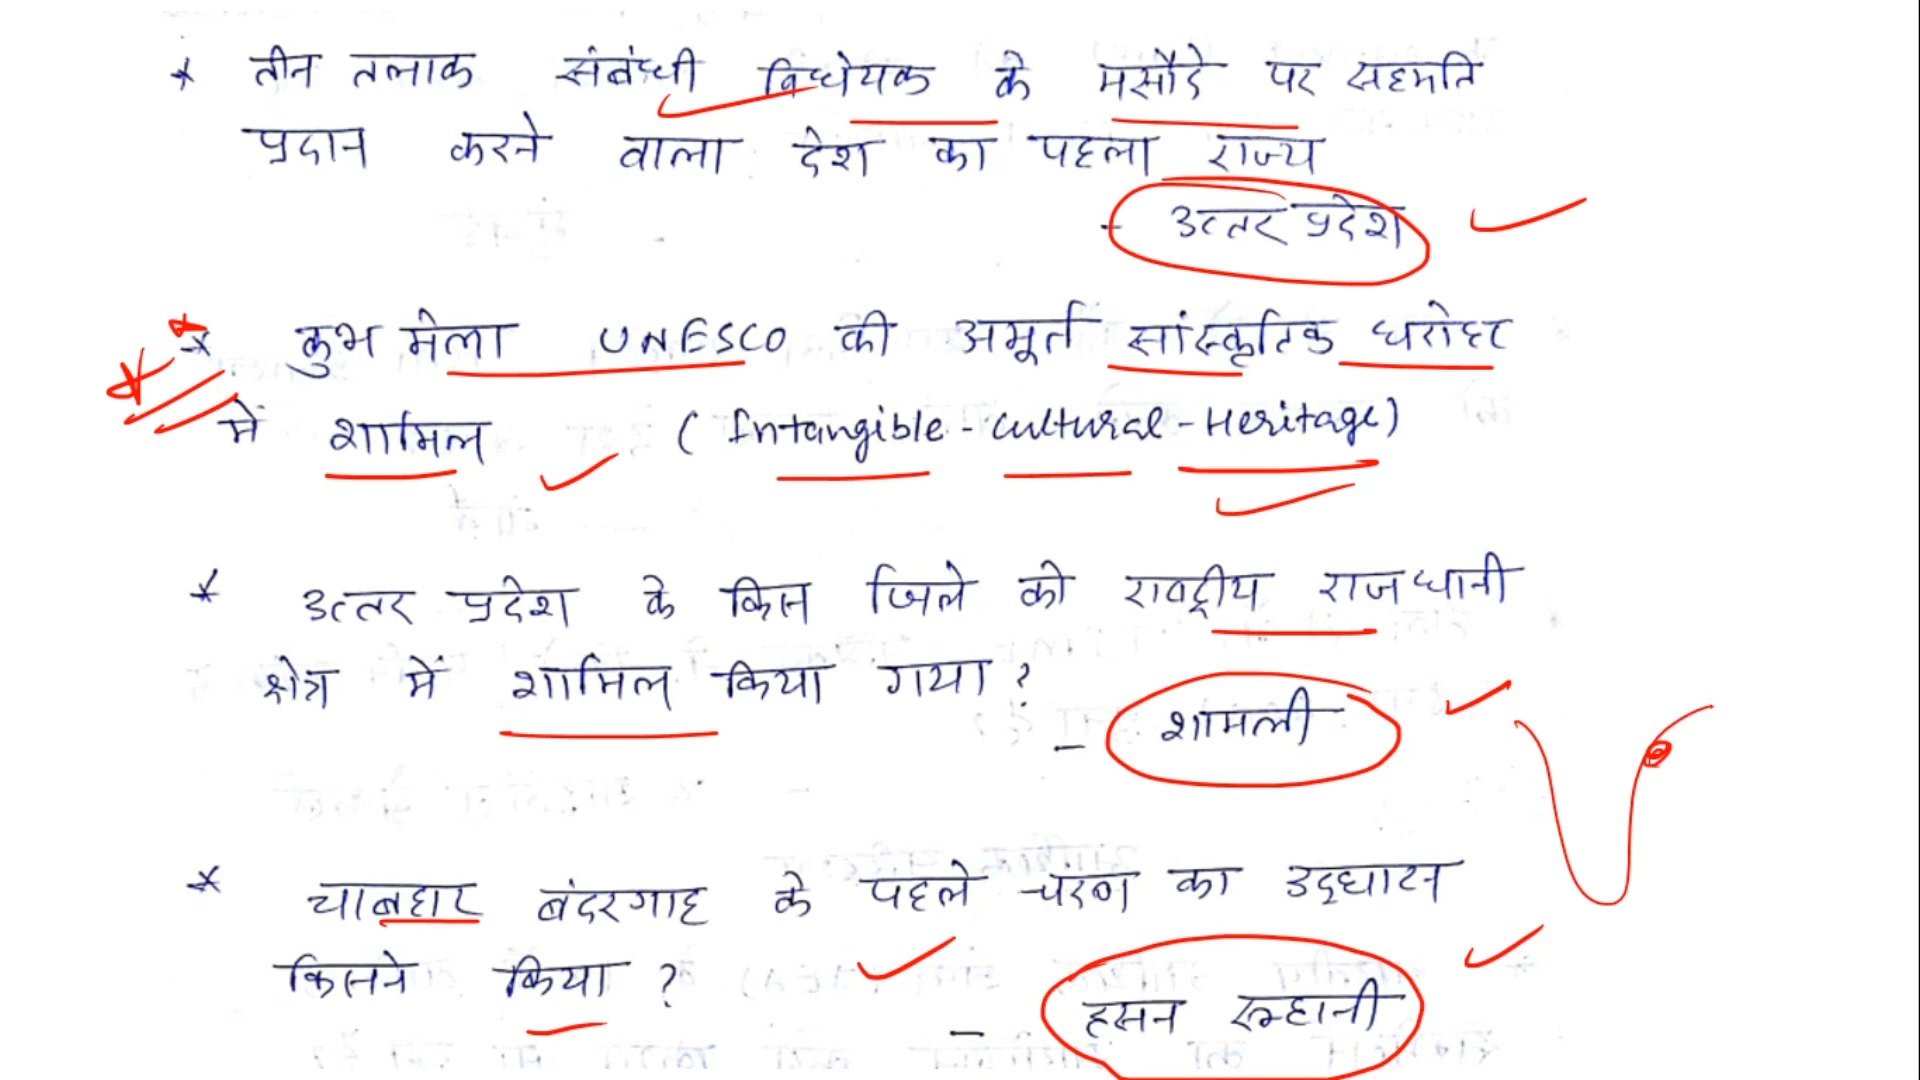 * तीन तलाक संबंधी विधेयक के मसौदे पर सहमति
प्रदान करने वाला देश का पहला राज्य
- उत्तर प्रदेश
* कुभ मेला UNESCO की अमूर्त सांस्कृतिक धरोहर
में शामिल (Intangible-Cultural-Heritage)
* उत्तर प्रदेश के किस जिले को राष्ट्रीय राजधानी
क्षेत्र में शामिल किया गया?
- शामली
* चाबहार बंदरगाह के पहले चरण का उद्घाटन
किसने किया?
- हसन रूहानी